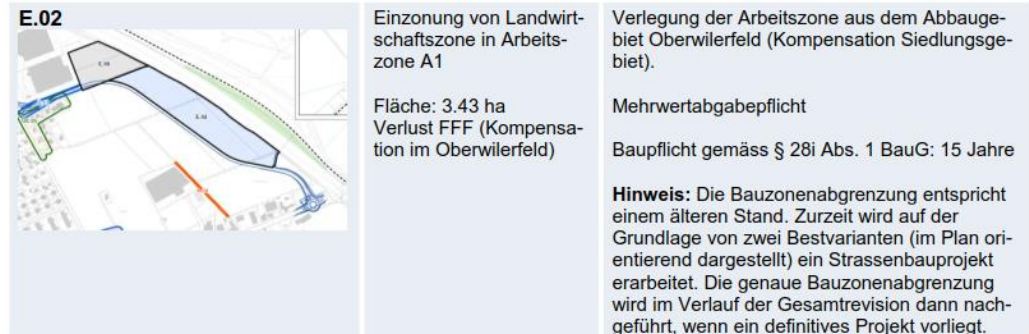 E.02
Einzonung von Landwirt-
schaftszone in Arbeits-
zone A1
Fläche: 3.43 ha
Verlust FFF (Kompensa-
tion im Oberwilerfeld)
Verlegung der Arbeitszone aus dem Abbauge-
biet Oberwilerfeld (Kompensation Siedlungsge-
biet).
Mehrwertabgabepflicht
Baupflicht gemäss § 28i Abs. 1 BauG: 15 Jahre
Hinweis: Die Bauzonenabgrenzung entspricht
einem älteren Stand. Zurzeit wird auf der
Grundlage von zwei Bestvarianten (im Plan ori-
entierend dargestellt) ein Strassenbauprojekt
erarbeitet. Die genaue Bauzonenabgrenzung
wird im Verlauf der Gesamtrevision dann nach-
geführt, wenn ein definitives Projekt vorliegt.